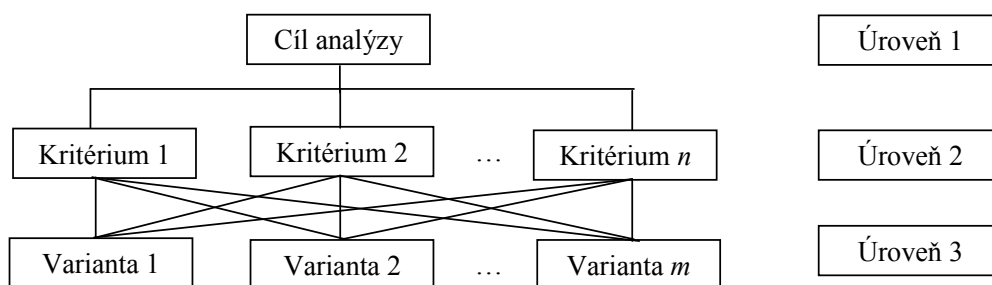 Cíl analýzy
Úroveň 1
Kritérium 1
Kritérium 2
...
Kritérium n
Úroveň 2
Varianta 1
Varianta 2
...
Varianta m
Úroveň 3